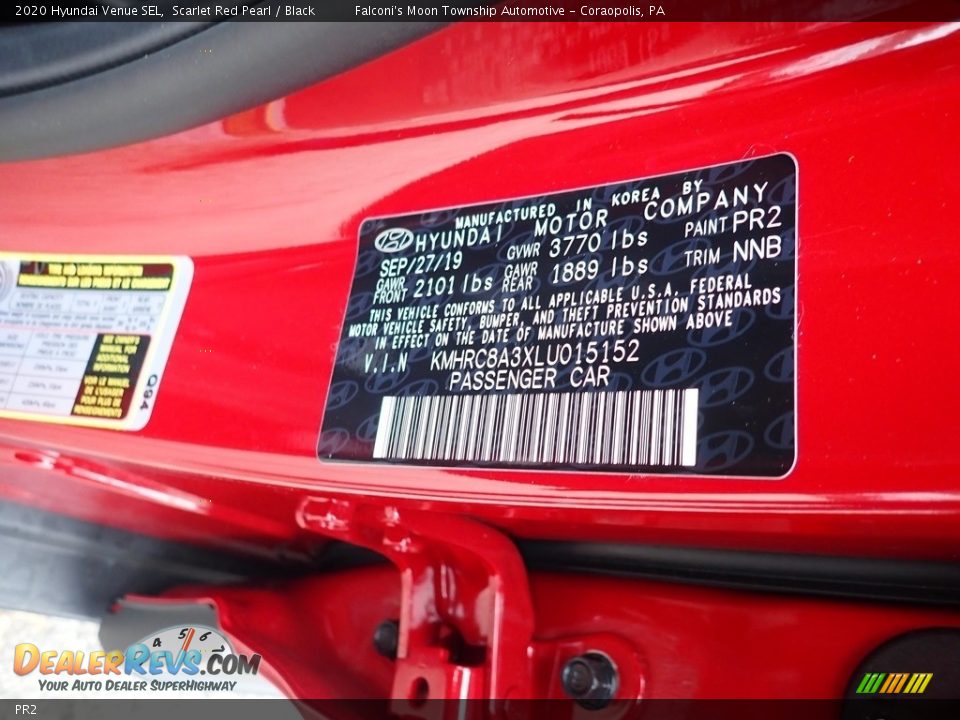 2020 Hyundai Venue SEL, Scarlet Red Pearl / Black Falconi's Moon Township Automotive - Coraopolis, PA
MANUFACTURED IN KOREA BY
HYUNDAI MOTOR COMPANY
SEP/27/19 GVWR 3770 lbs PAINT PR2
GAWR FRONT 2101 lbs GAWR REAR 1889 lbs TRIM NNB
THIS VEHICLE CONFORMS TO ALL APPLICABLE U.S.A. FEDERAL
MOTOR VEHICLE SAFETY, BUMPER, AND THEFT PREVENTION STANDARDS
IN EFFECT ON THE DATE OF MANUFACTURE SHOWN ABOVE
V.I.N KMHRC8A3XLU015152
PASSENGER CAR
Q94
4 5 6
DEALERREVS.COM
YOUR AUTO DEALER SUPERHIGHWAY
PR2